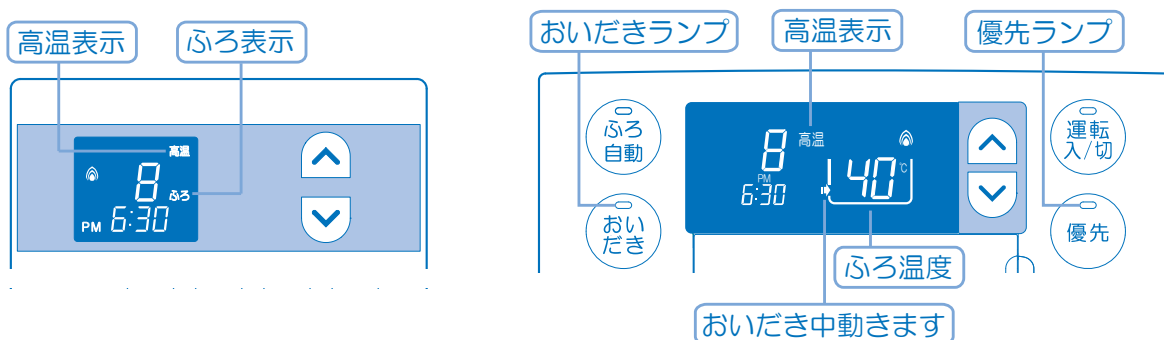 高温表示
ふろ表示
高温
8
ふろ
PM 6:30
おいだきランプ
高温表示
優先ランプ
ふろ
自動
おい
だき
8
高温
PM
6:30
40℃
運転
入/切
優先
ふろ温度
おいだき中動きます